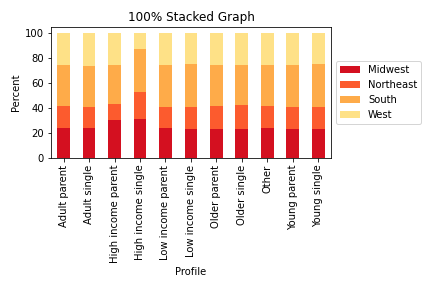 100% Stacked Graph
100
80
60
40
20
0
Percent
Midwest
Northeast
South
West
Adult parent
Adult single
High income parent
High income single
Low income parent
Low income single
Older parent
Older single
Other
Young parent
Young single
Profile